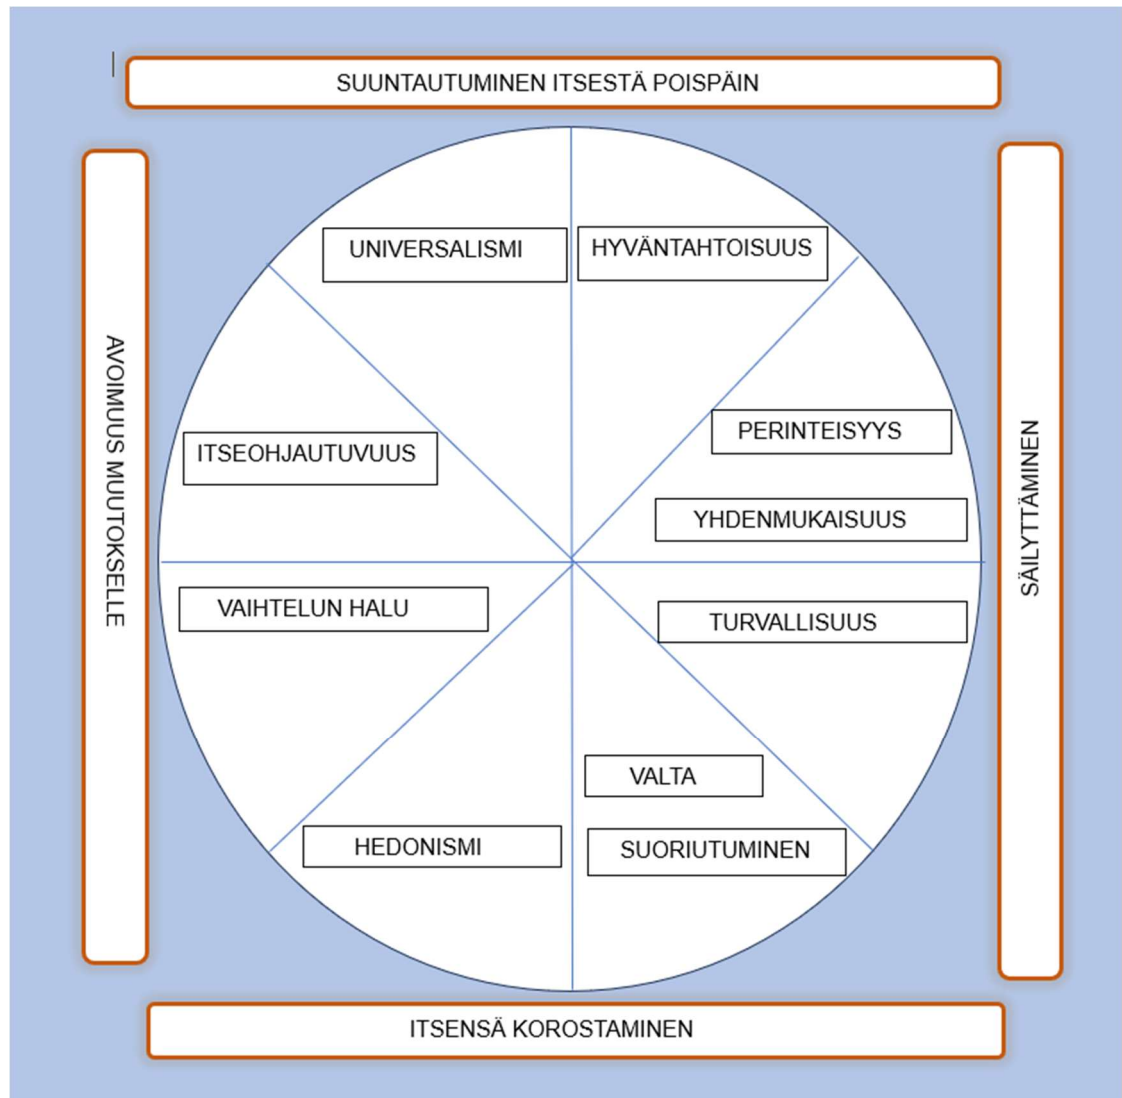 SUUNTAUTUMINEN ITSESTÄ POISPÄIN
AVOIMUUS MUUTOKSELLE
UNIVERSALISMI
HYVÄNTAHTOISUUS
ITSEOHJAUTUVUUS
PERINTEISYYS
YHDENMUKAISUUS
VAIHTELUN HALU
TURVALLISUUS
VALTA
HEDONISMI
SUORIUTUMINEN
SÄILYTTÄMINEN
ITSENSÄ KOROSTAMINEN